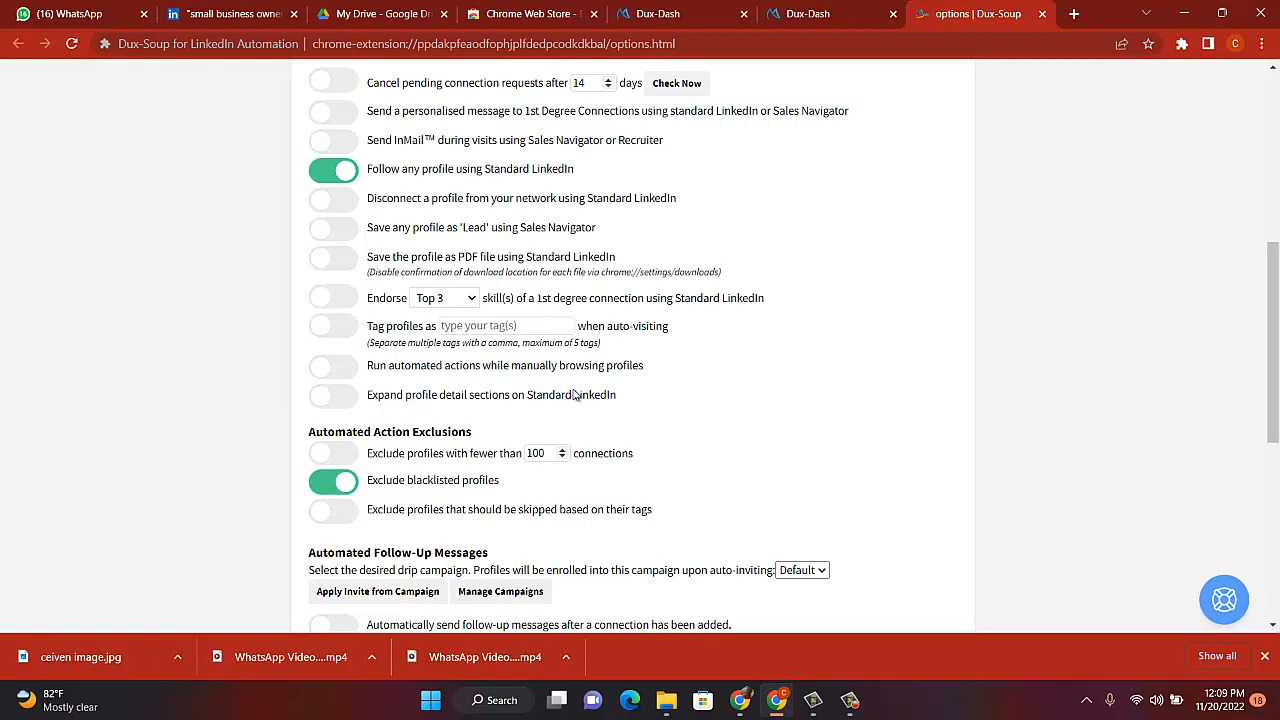 (16) WhatsApp
"small business owne
My Drive - Google Dri
Chrome Web Store - E
Dux-Dash
Dux-Dash
options | Dux-Soup
Dux-Soup for LinkedIn Automation | chrome-extension://ppdakpfeaodfophjplfdedpcodkdkbal/options.html
C
Cancel pending connection requests after 14 days Check Now
Send a personalised message to 1st Degree Connections using standard LinkedIn or Sales Navigator
Send InMail™ during visits using Sales Navigator or Recruiter
Follow any profile using Standard LinkedIn
Disconnect a profile from your network using Standard LinkedIn
Save any profile as 'Lead' using Sales Navigator
Save the profile as PDF file using Standard LinkedIn
(Disable confirmation of download location for each file via chrome://settings/downloads)
Endorse Top 3 skill(s) of a 1st degree connection using Standard LinkedIn
Tag profiles as type your tag(s) when auto-visiting
(Separate multiple tags with a comma, maximum of 5 tags)
Run automated actions while manually browsing profiles
Expand profile detail sections on Standard LinkedIn
Automated Action Exclusions
Exclude profiles with fewer than 100 connections
Exclude blacklisted profiles
Exclude profiles that should be skipped based on their tags
Automated Follow-Up Messages
Select the desired drip campaign. Profiles will be enrolled into this campaign upon auto-inviting: Default
Apply Invite from Campaign Manage Campaigns
Automatically send follow-up messages after a connection has been added.
ceiven image.jpg
WhatsApp Video....mp4
WhatsApp Video....mp4
Show all
82°F
Mostly clear
Search
12:09 PM
11/20/2022
18